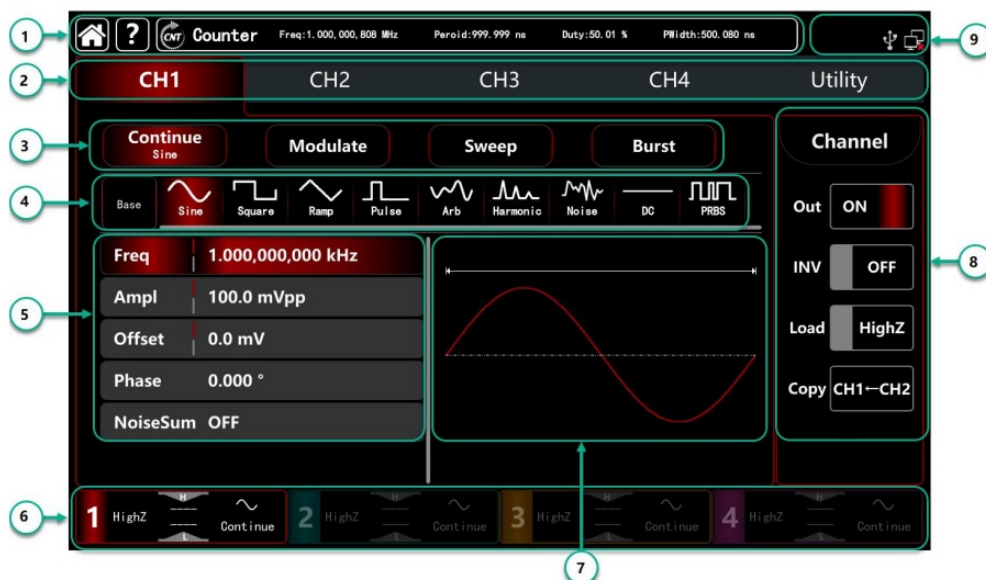 1 ? CNT Counter Freq:1.000,000,808 MHz Peroid:999.999 ns Duty:50.01 % PWidth:500.080 ns 9
2 CH1 CH2 CH3 CH4 Utility
3 Continue Modulate Sweep Burst Channel
Sine
4 Base Sine Square Ramp Pulse Arb Harmonic Noise DC PRBS
Out ON
5 Freq 1.000,000,000 kHz
Ampl 100.0 mVpp
Offset 0.0 mV
Phase 0.000 °
NoiseSum OFF
INV OFF
8
Load HighZ
Copy CH1←CH2
6 1 HighZ H L Continue 2 HighZ H L Continue 3 HighZ H L Continue 4 HighZ H L Continue
7